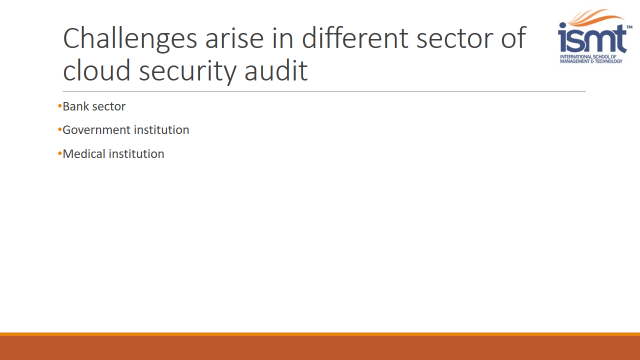 Challenges arise in different sector of
cloud security audit
ismt™
INTERNATIONAL SCHOOL OF
MANAGEMENT & TECHNOLOGY
•Bank sector
•Government institution
•Medical institution